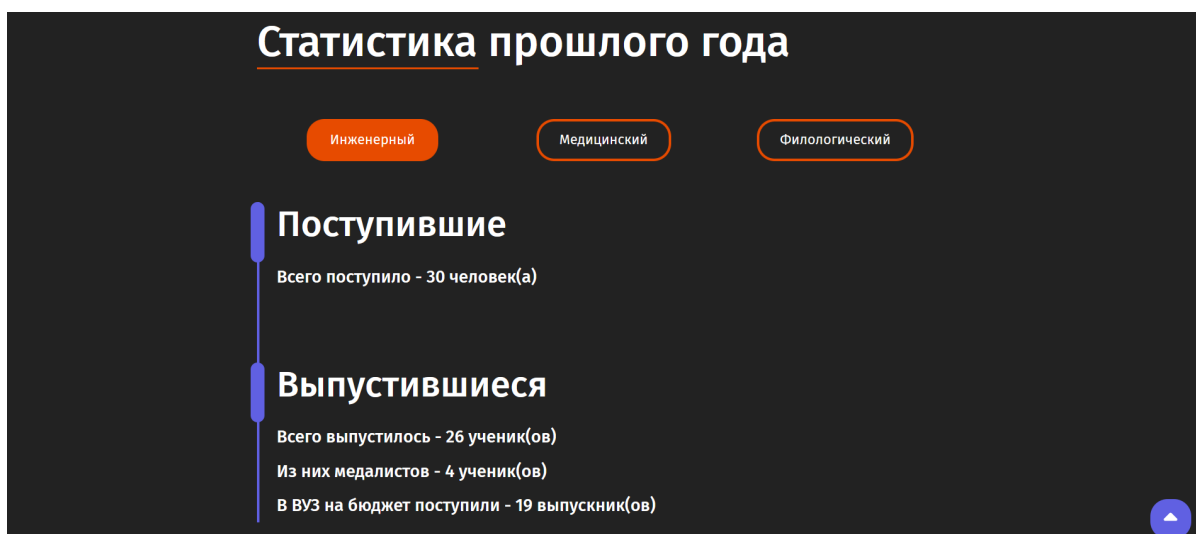 Статистика прошлого года
Инженерный Медицинский Филологический
Поступившие
Всего поступило - 30 человек(а)
Выпустившиеся
Всего выпустилось - 26 ученик(ов)
Из них медалистов - 4 ученик(ов)
В ВУЗ на бюджет поступили - 19 выпускник(ов)